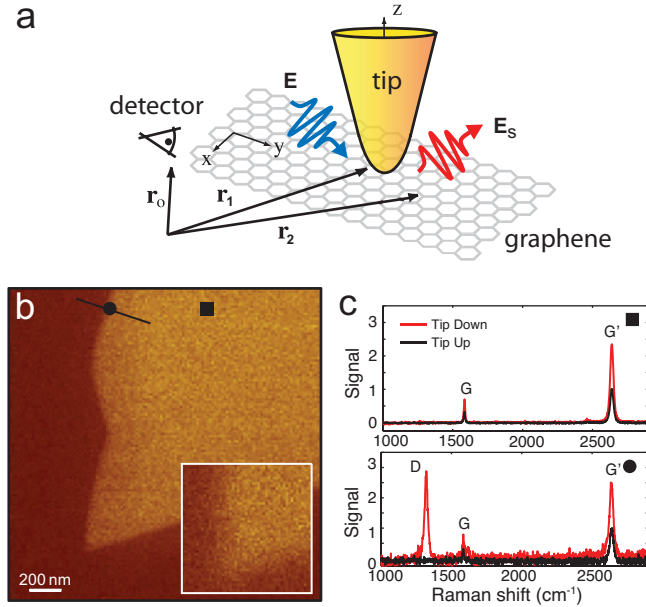 a
z
tip
E
E_S
detector
x
y
r_o
r_1
r_2
graphene
b
200 nm
c
Tip Down
Tip Up
G
G'
Signal
3
2
1
0
1000
1500
2000
2500
D
G
G'
Signal
3
2
1
0
1000
1500
2000
2500
Raman shift (cm⁻¹)